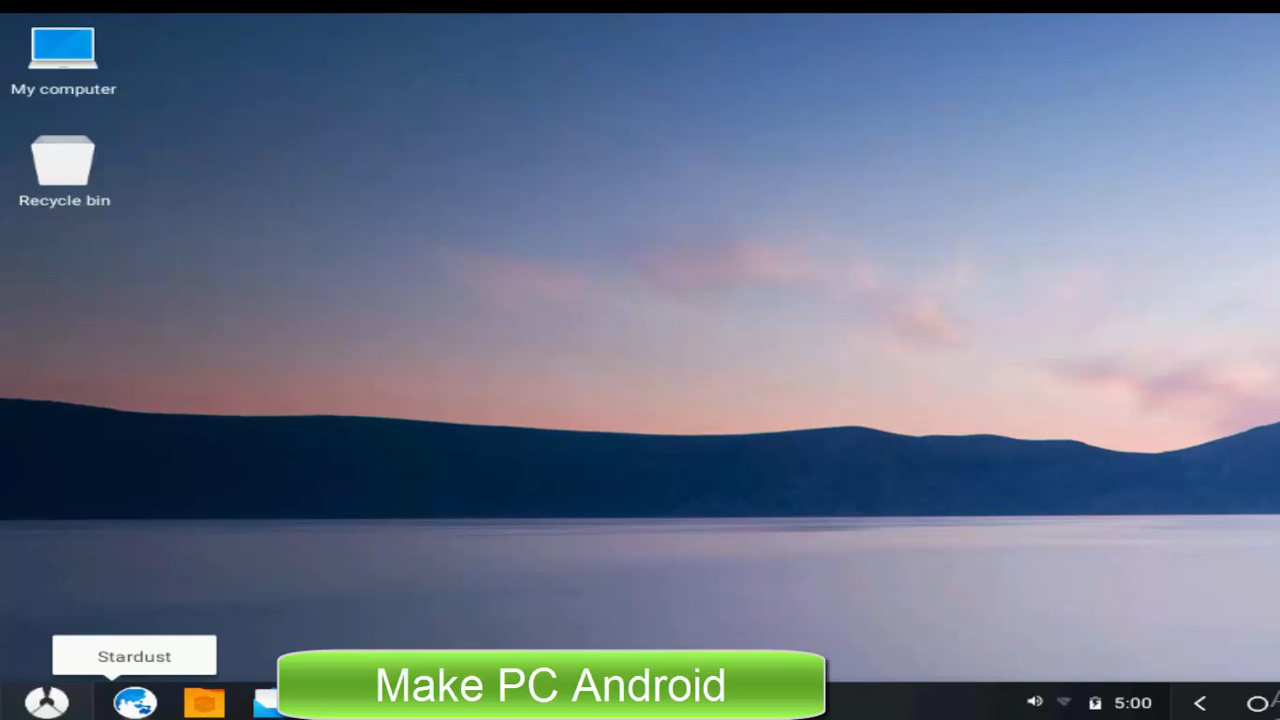 My computer
Recycle bin
Stardust
Make PC Android
5:00